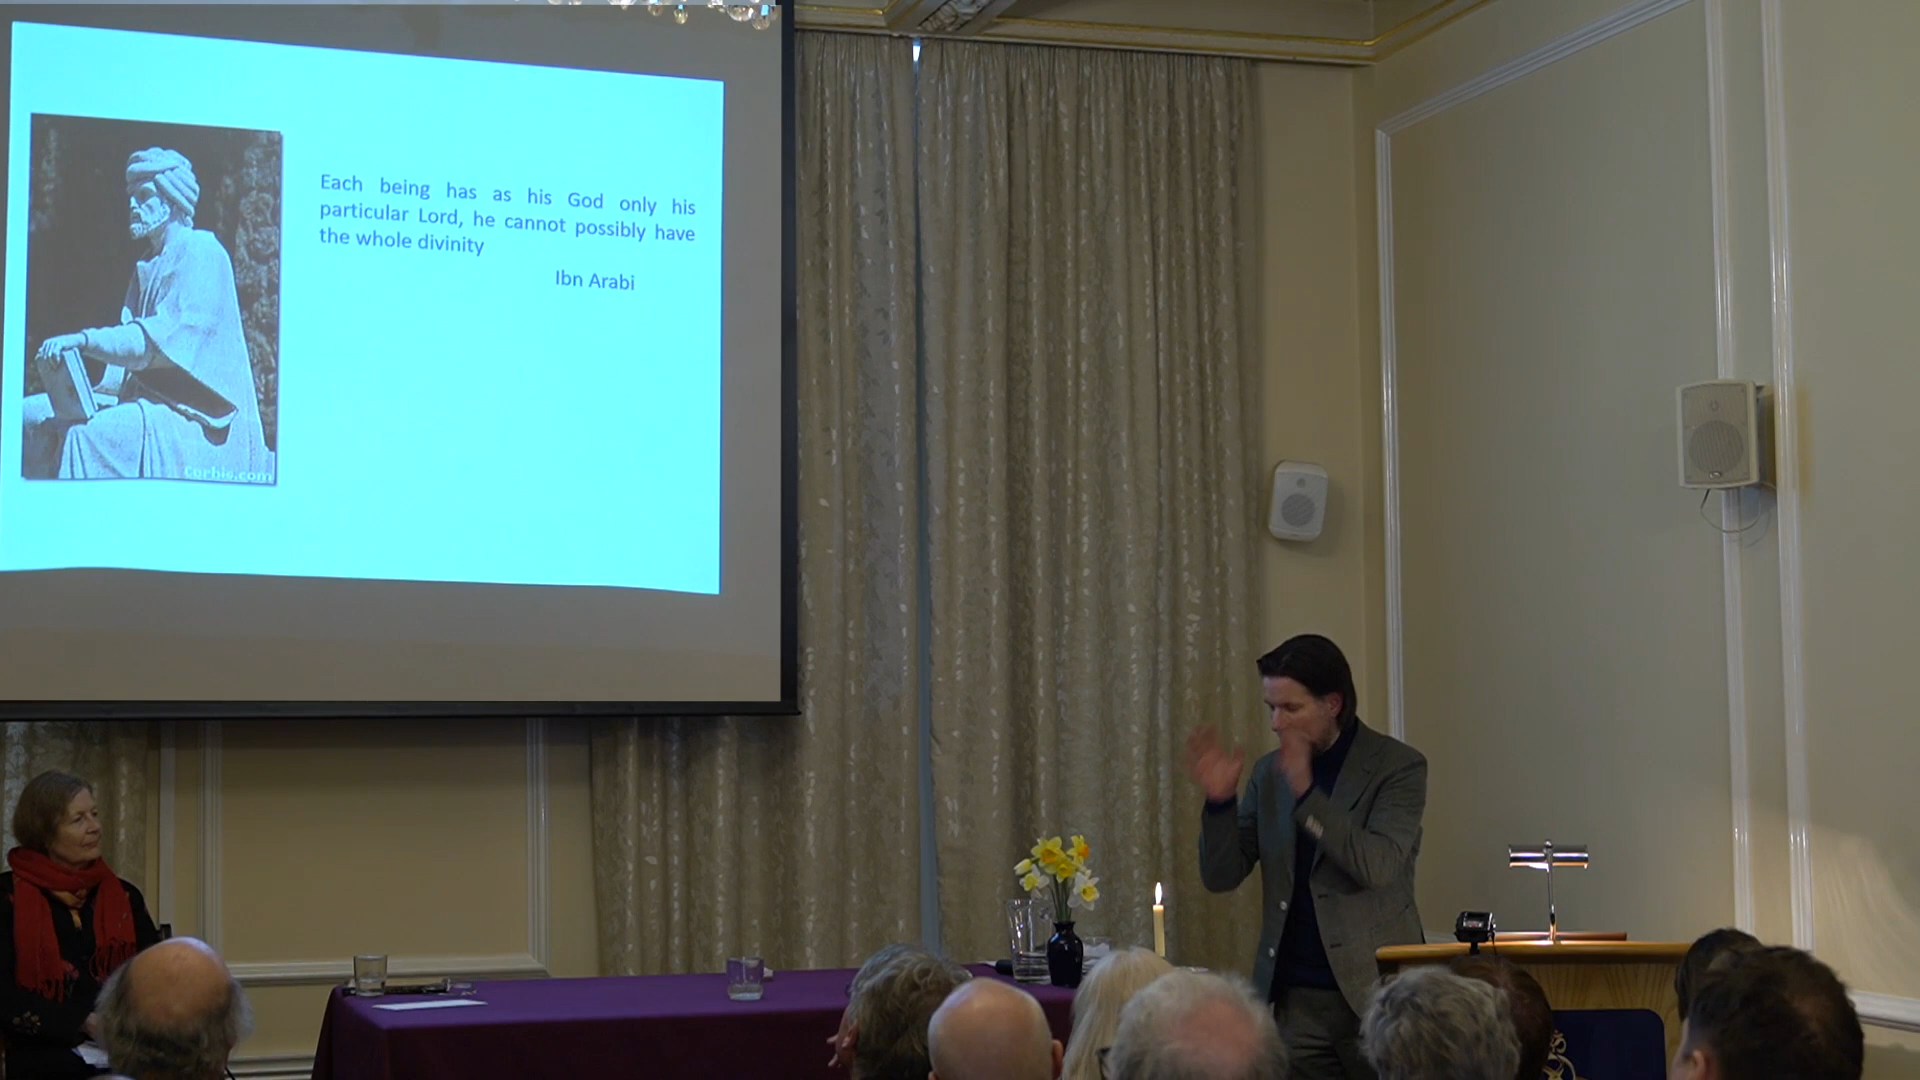 Each being has as his God only his
particular Lord, he cannot possibly have
the whole divinity
Ibn Arabi
corbis.com